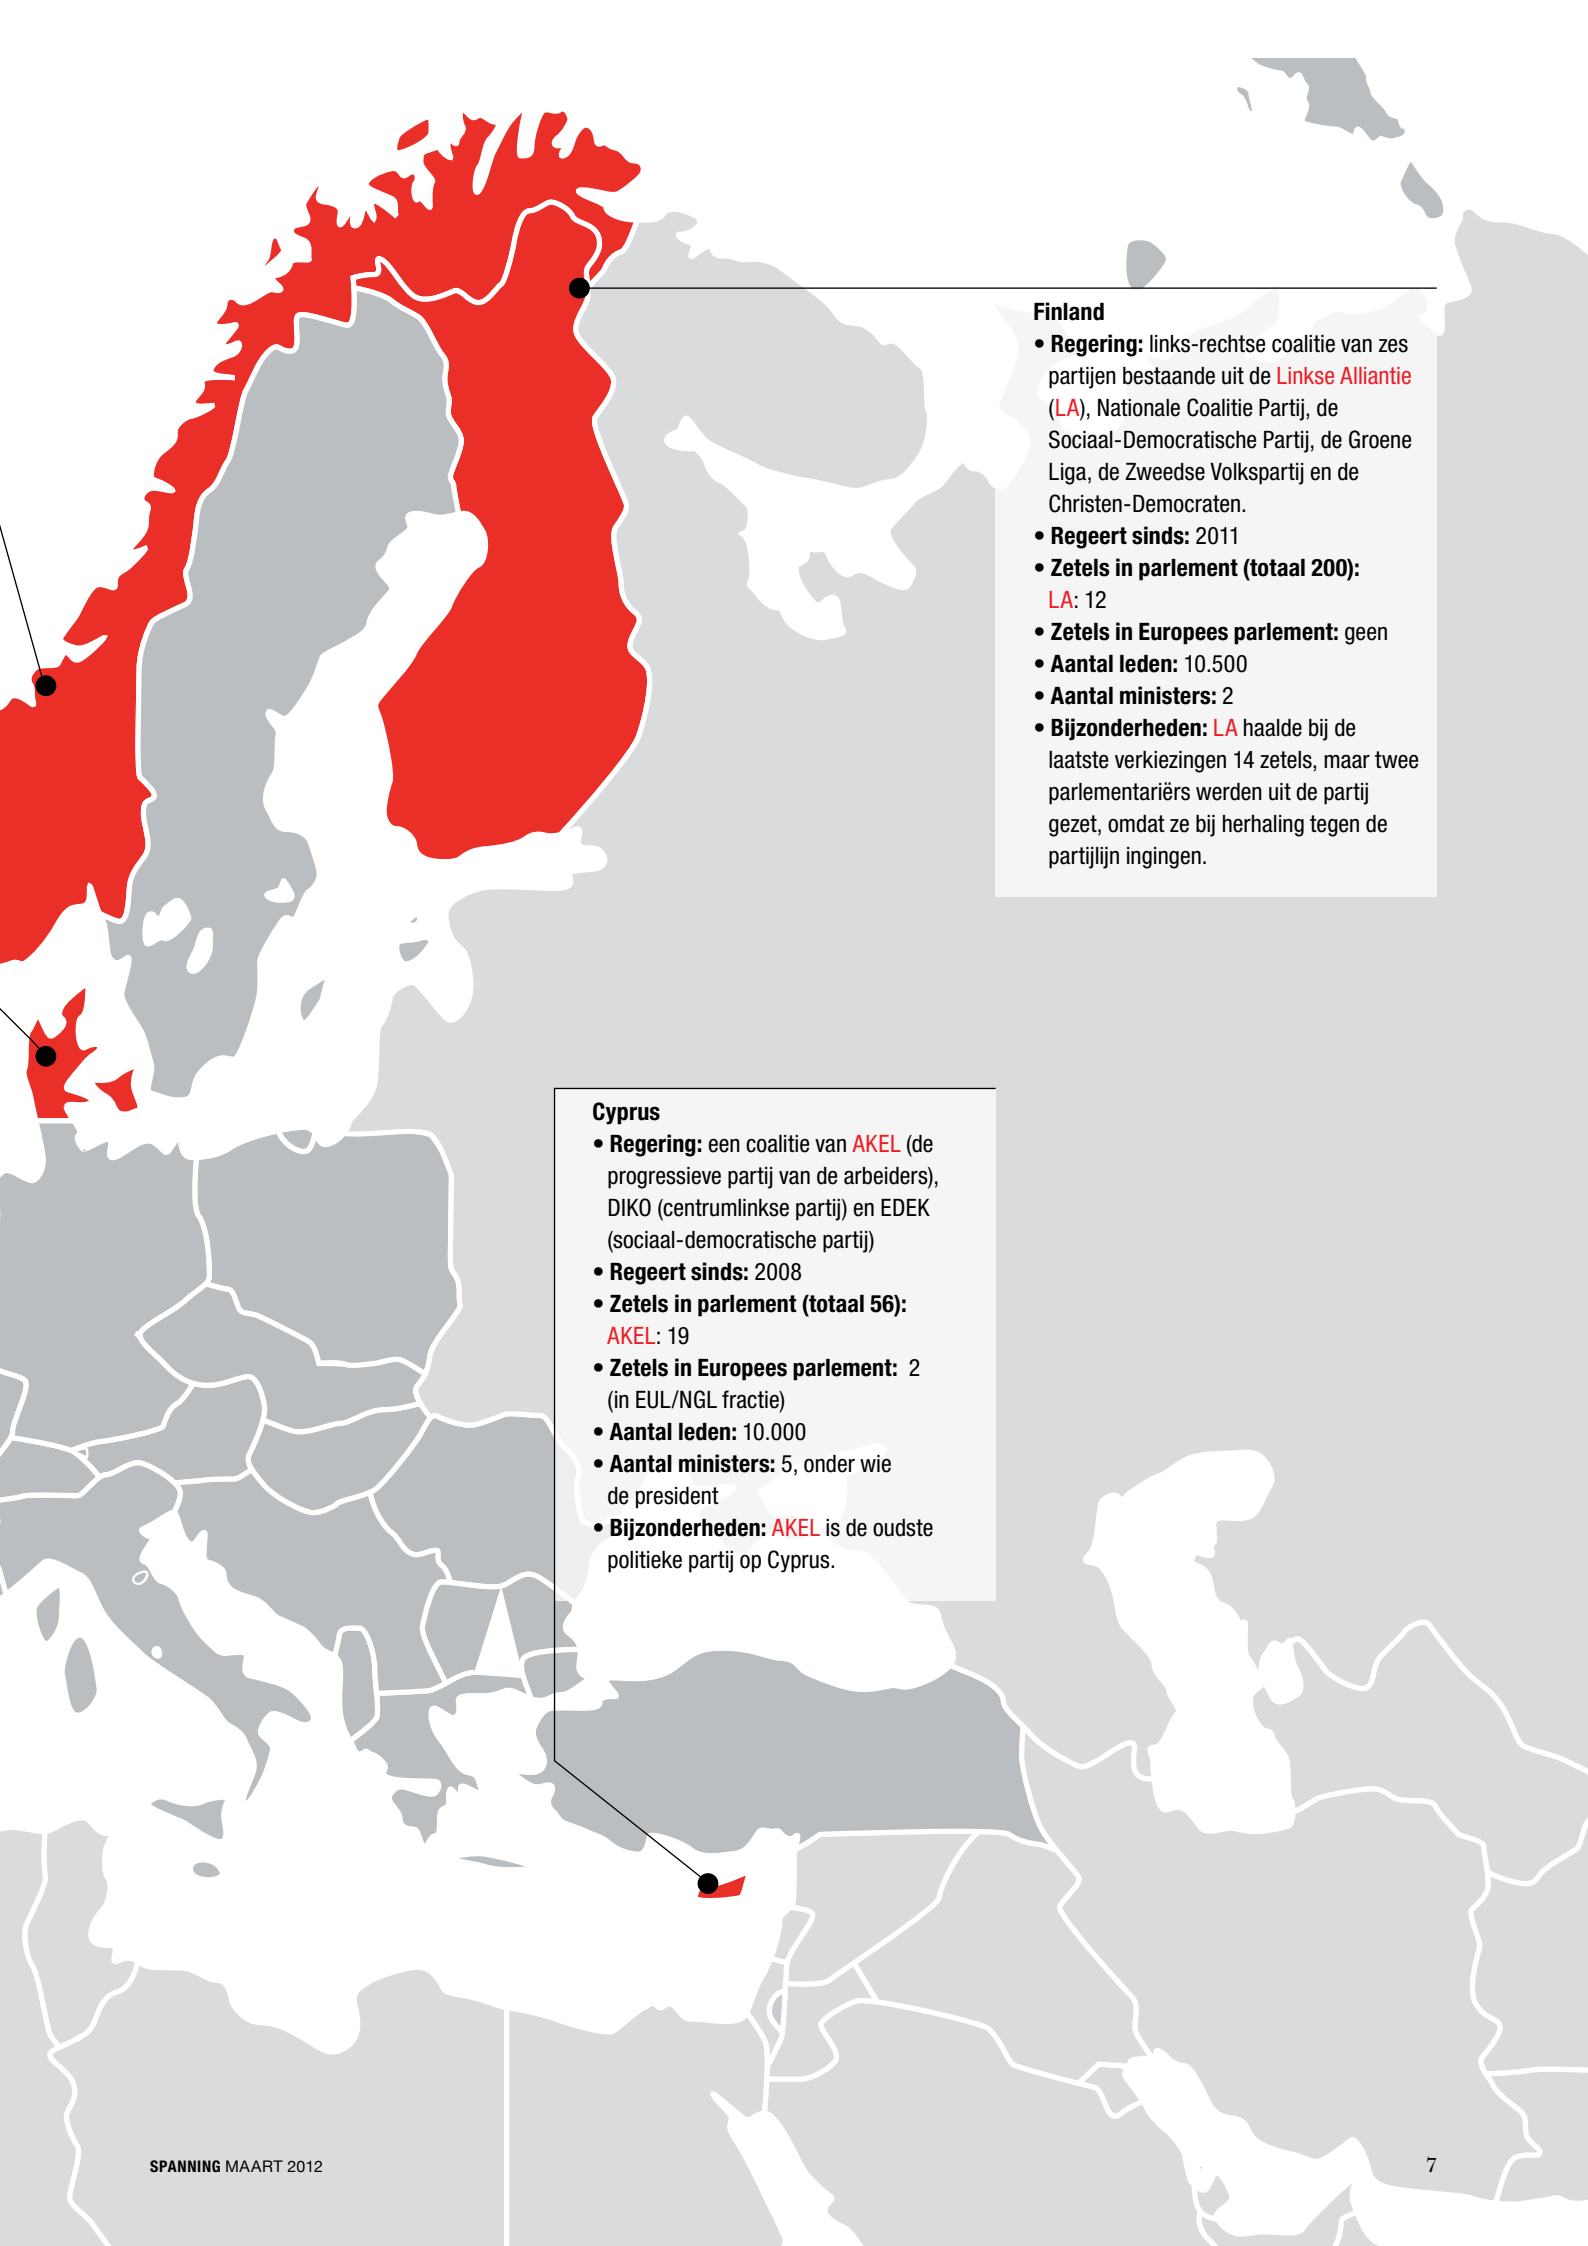 Finland
• Regering: links-rechtse coalitie van zes
partijen bestaande uit de Linkse Alliantie
(LA), Nationale Coalitie Partij, de
Sociaal-Democratische Partij, de Groene
Liga, de Zweedse Volkspartij en de
Christen-Democraten.
• Regeert sinds: 2011
• Zetels in parlement (totaal 200):
LA: 12
• Zetels in Europees parlement: geen
• Aantal leden: 10.500
• Aantal ministers: 2
• Bijzonderheden: LA haalde bij de
laatste verkiezingen 14 zetels, maar twee
parlementariërs werden uit de partij
gezet, omdat ze bij herhaling tegen de
partijlijn ingingen.
Cyprus
• Regering: een coalitie van AKEL (de
progressieve partij van de arbeiders),
DIKO (centrumlinkse partij) en EDEK
(sociaal-democratische partij)
• Regeert sinds: 2008
• Zetels in parlement (totaal 56):
AKEL: 19
• Zetels in Europees parlement: 2
(in EUL/NGL fractie)
• Aantal leden: 10.000
• Aantal ministers: 5, onder wie
de president
• Bijzonderheden: AKEL is de oudste
politieke partij op Cyprus.
SPANNING MAART 2012
7